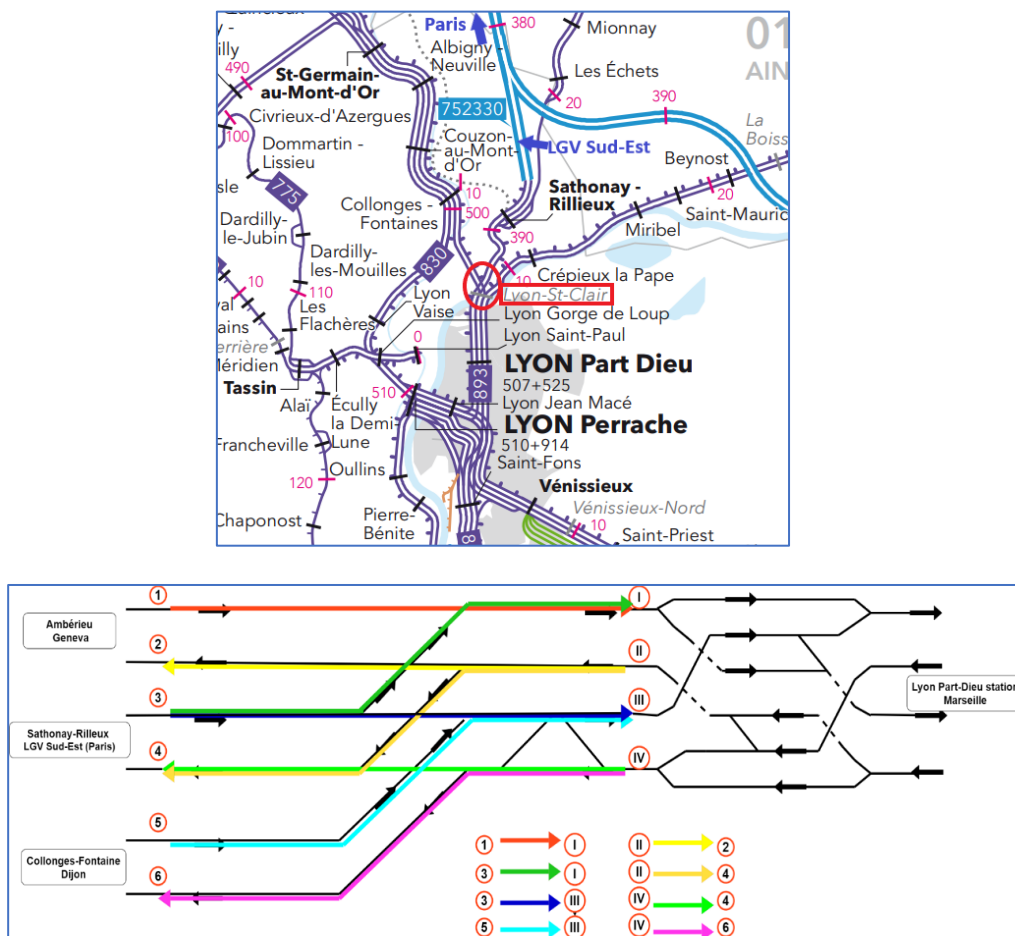 Paris
380
Mionnay
01
AIN
Albigny -
Neuville
490
St-Germain-
au-Mont-d'Or
Les Échets
20
390
Civrieux-d'Azergues
752330
La
Boiss
100
Dommartin -
Lissieu
Couzon-
au-Mont-
d'Or
LGV Sud-Est
Beynost
775
10
Sathonay -
Rillieux
20
Collonges -
Fontaines
500
Saint-Mauric
Dardilly-
le-Jubin
Miribel
390
Dardilly-
les-Mouilles
830
10
Crépieux la Pape
10
110
Lyon
Vaise
Lyon-St-Clair
Les
Flachères
Lyon Gorge de Loup
0
Lyon Saint-Paul
Méridien
LYON Part Dieu
Tassin
893
507+525
510
Alaï
Écully
la Demi-
Lune
Lyon Jean Macé
LYON Perrache
510+914
Francheville
Oullins
Saint-Fons
120
Vénissieux
Vénissieux-Nord
Chaponost
Pierre-
Bénite
8
10
Saint-Priest
1
I
Ambérieu
Geneva
2
II
3
III
Lyon Part-Dieu station
Marseille
Sathonay-Rilleux
LGV Sud-Est (Paris)
4
IV
5
Collonges-Fontaine
Dijon
6
1 I II 2
3 I II 4
3 III IV 4
5 III IV 6